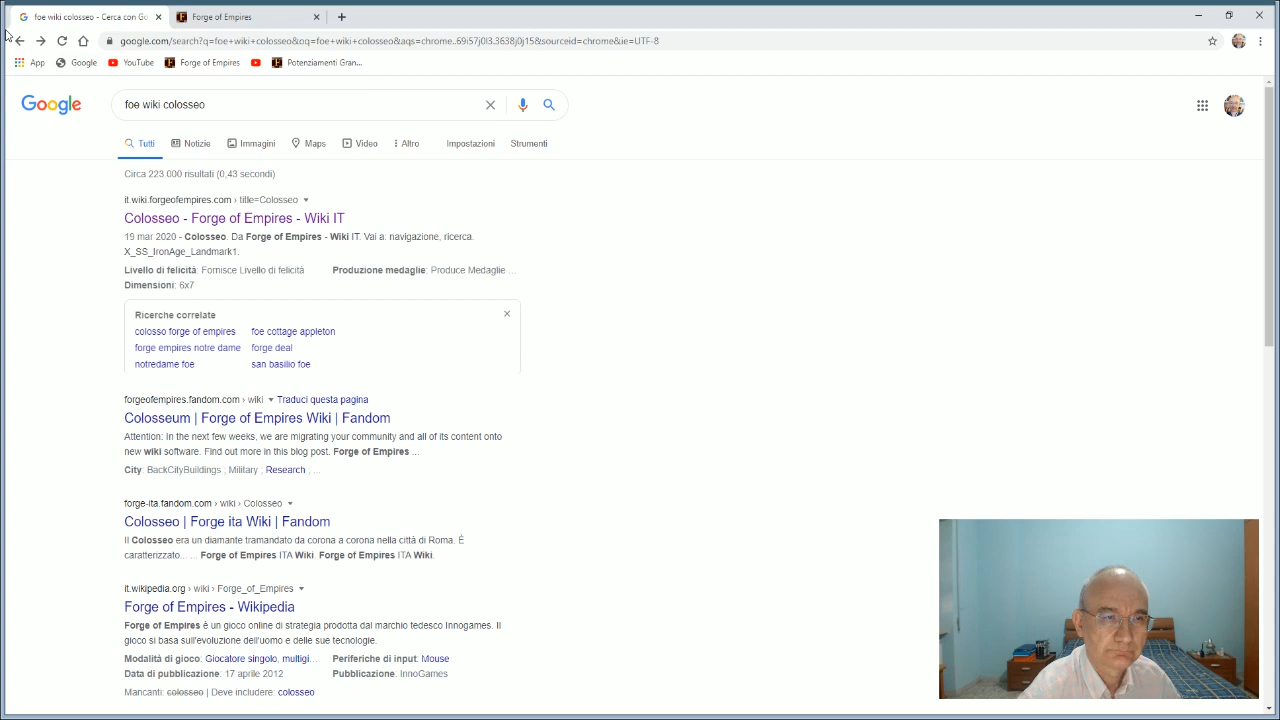 foe wiki colosseo - Cerca con Go
Forge of Empires
google.com/search?q=foe+wiki+colosseo&oq=foe+wiki+colosseo&aqs=chrome..69i57j0l3.3638j0j15&sourceid=chrome&ie=UTF-8
App Google YouTube Forge of Empires Potenziamenti Gran...
Google foe wiki colosseo
Tutti Notizie Immagini Maps Video Altro Impostazioni Strumenti
Circa 223.000 risultati (0,43 secondi)
it.wiki.forgeofempires.com › title=Colosseo
Colosseo - Forge of Empires - Wiki IT
19 mar 2020 - Colosseo. Da Forge of Empires - Wiki IT. Vai a: navigazione, ricerca.
X_SS_IronAge_Landmark1.
Livello di felicità: Fornisce Livello di felicità Produzione medaglie: Produce Medaglie ...
Dimensioni: 6x7
Ricerche correlate
colosso forge of empires foe cottage appleton
forge empires notre dame forge deal
notredame foe san basilio foe
forgeofempires.fandom.com › wiki Traduci questa pagina
Colosseum | Forge of Empires Wiki | Fandom
Attention: In the next few weeks, we are migrating your community and all of its content onto
new wiki software. Find out more in this blog post. Forge of Empires ...
City: BackCityBuildings ; Military ; Research ; ...
forge-ita.fandom.com › wiki › Colosseo
Colosseo | Forge ita Wiki | Fandom
Il Colosseo era un diamante tramandato da corona a corona nella città di Roma. É
caratterizzato... ... Forge of Empires ITA Wiki. Forge of Empires ITA Wiki.
it.wikipedia.org › wiki › Forge_of_Empires
Forge of Empires - Wikipedia
Forge of Empires è un gioco online di strategia prodotta dal marchio tedesco Innogames. Il
gioco si basa sull'evoluzione dell'uomo e delle sue tecnologie.
Modalità di gioco: Giocatore singolo, multigi... Periferiche di input: Mouse
Data di pubblicazione: 17 aprile 2012 Pubblicazione: InnoGames
Mancanti: colosseo | Deve includere: colosseo